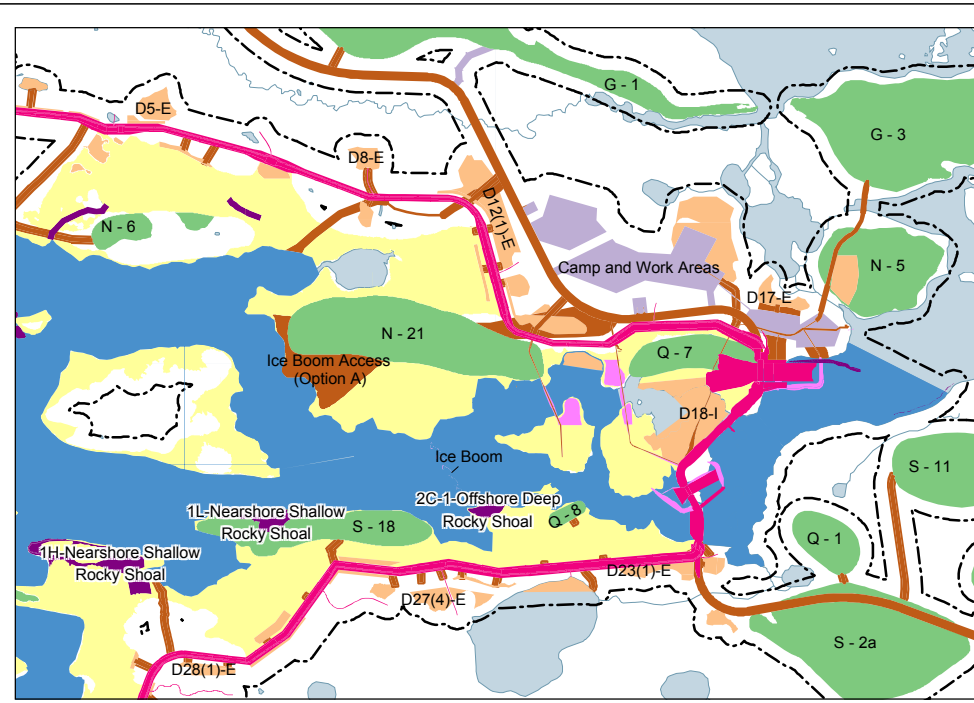 G - 1
D5-E
G - 3
D8-E
D12(1)-E
N - 6
Camp and Work Areas
N - 5
D17-E
N - 21
Q - 7
Ice Boom Access
(Option A)
D18-I
Ice Boom
S - 11
2C-1-Offshore Deep
Rocky Shoal
1L-Nearshore Shallow
Rocky Shoal
S - 18
Q - 8
Q - 1
1H-Nearshore Shallow
Rocky Shoal
D23(1)-E
D27(4)-E
S - 2a
D28(1)-E